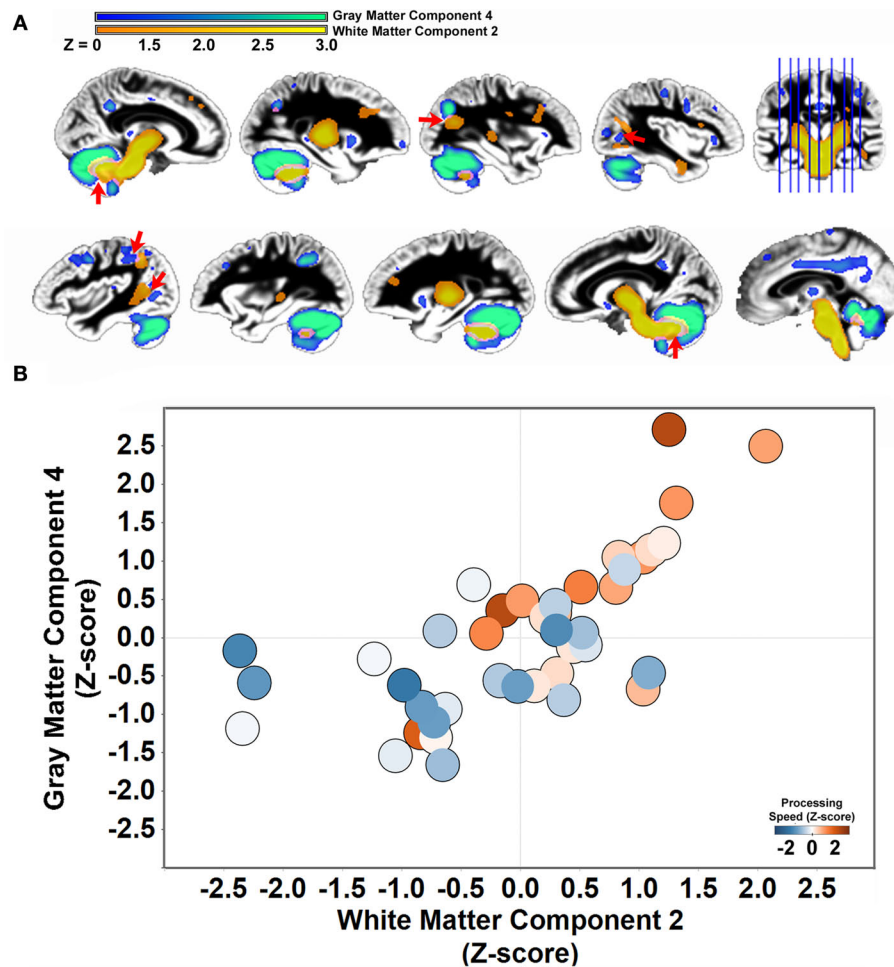 A
Gray Matter Component 4
White Matter Component 2
Z = 0 1.5 2.0 2.5 3.0
B
Gray Matter Component 4
(Z-score)
2.5
2.0
1.5
1.0
0.5
0.0
-0.5
-1.0
-1.5
-2.0
-2.5
Processing
Speed (Z-score)
-2 0 2
-2.5 -2.0 -1.5 -1.0 -0.5 0.0 0.5 1.0 1.5 2.0 2.5
White Matter Component 2
(Z-score)